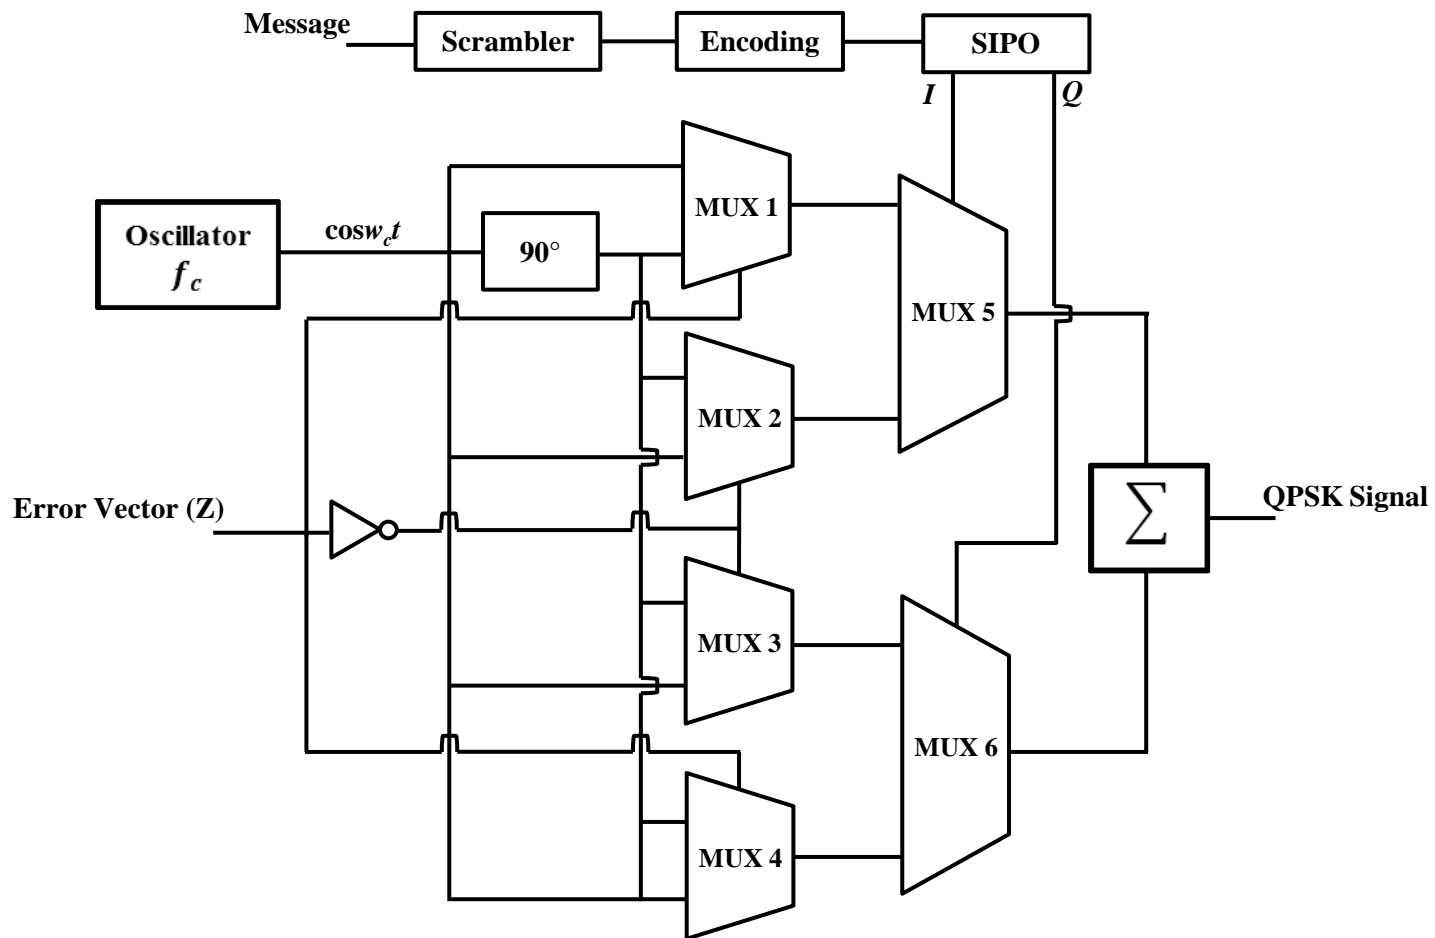 Message
Scrambler
Encoding
SIPO
I
Q
MUX 1
Oscillator
f_c
cosw_ct
90°
MUX 5
MUX 2
Error Vector (Z)
∑
QPSK Signal
MUX 3
MUX 6
MUX 4